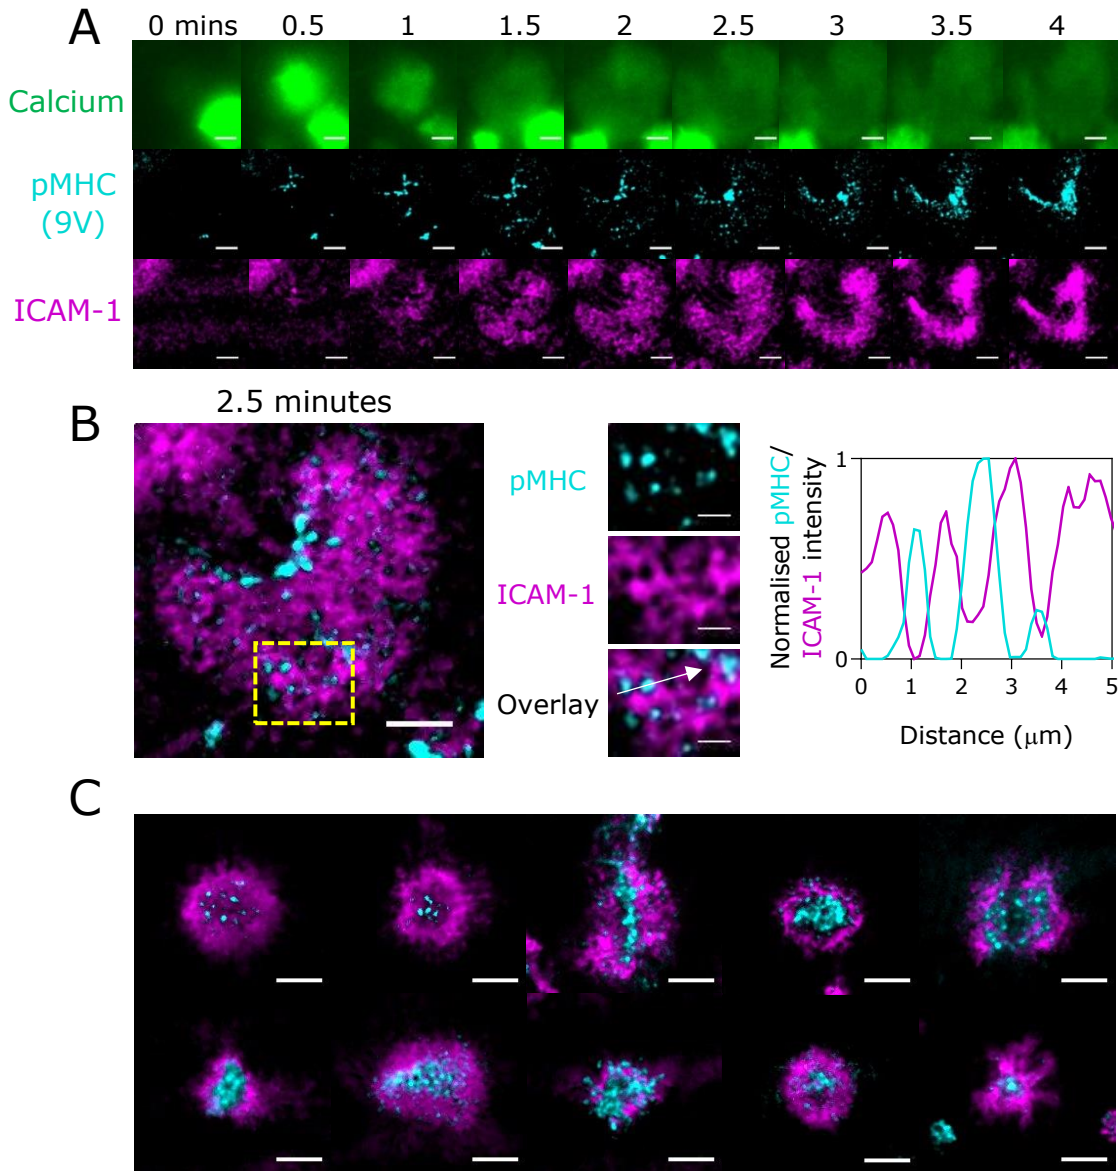 A
0 mins 0.5 1 1.5 2 2.5 3 3.5 4
Calcium
pMHC
(9V)
ICAM-1
B
2.5 minutes
pMHC
ICAM-1
Overlay
Normalised pMHC/
ICAM-1 intensity
1
0
0 1 2 3 4 5
Distance (μm)
C